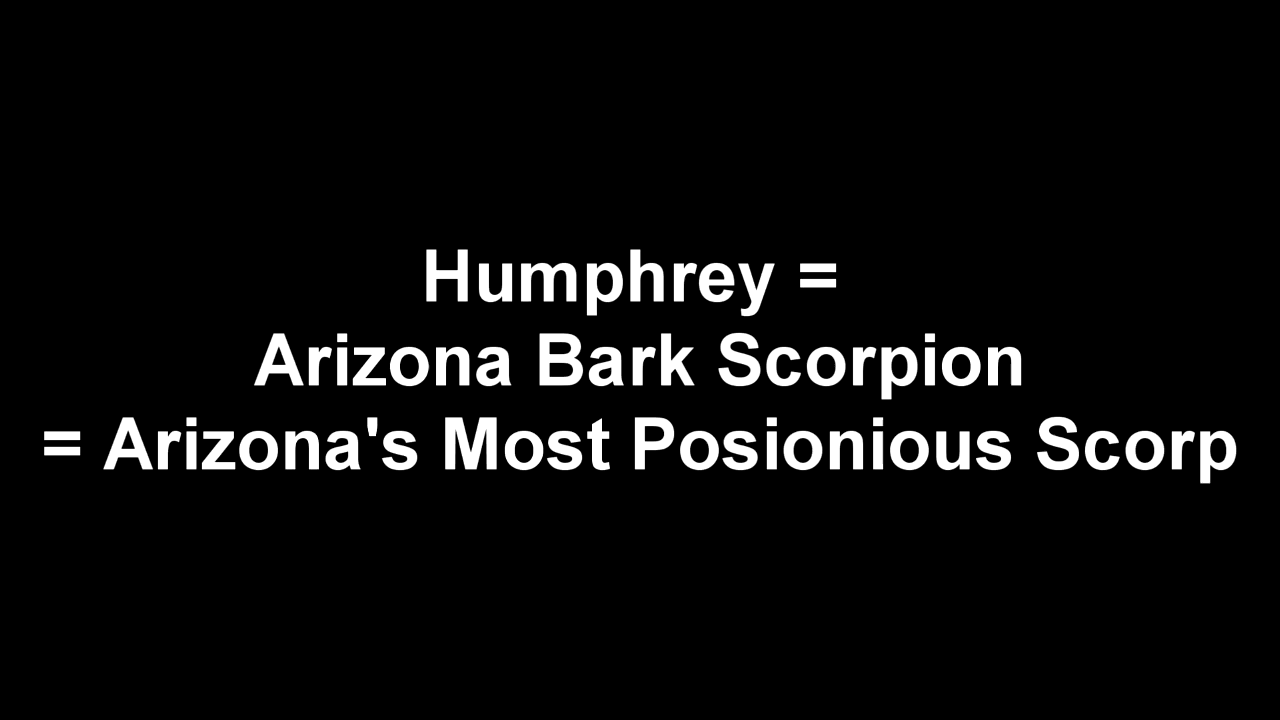 Humphrey =
Arizona Bark Scorpion
= Arizona's Most Posionious Scorp